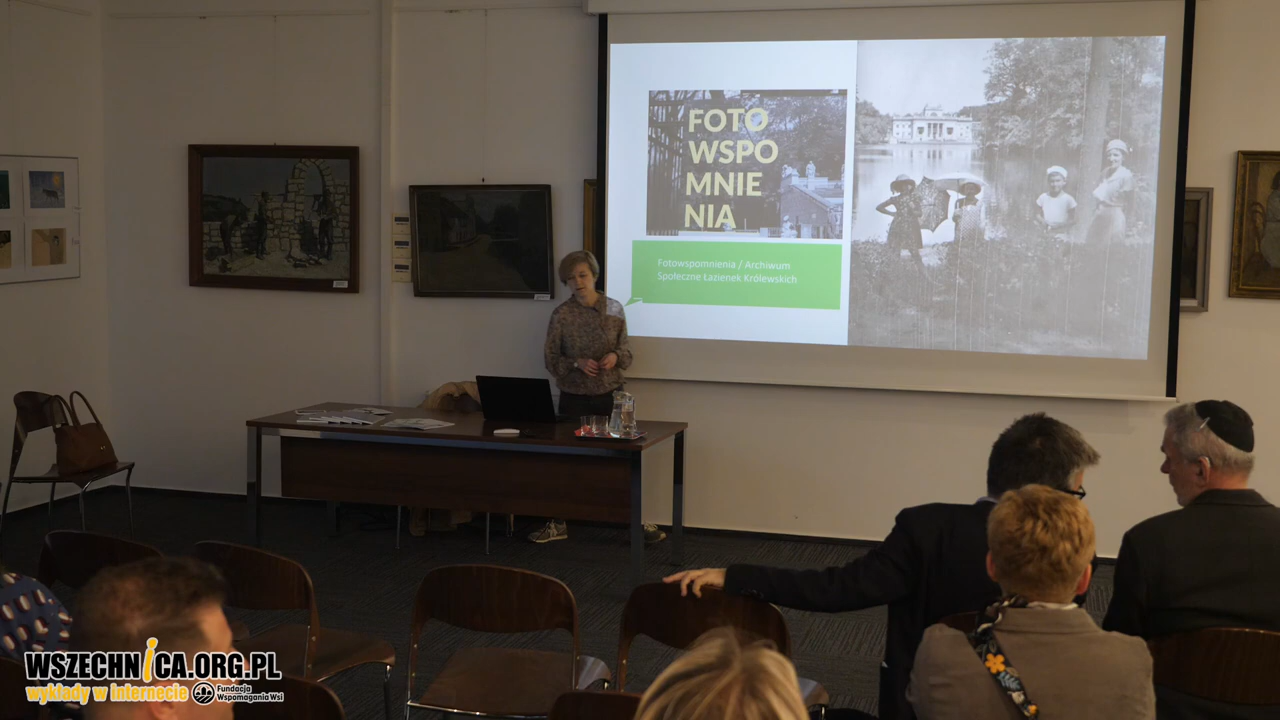 FOTO
WSPO
MNIE
NIA
Fotowspomnienia / Archiwum
Społeczne Łazienek Królewskich
WSZECHNICA.ORG.PL
wykłady w internecie
Fundacja
Wspomagania Wsi